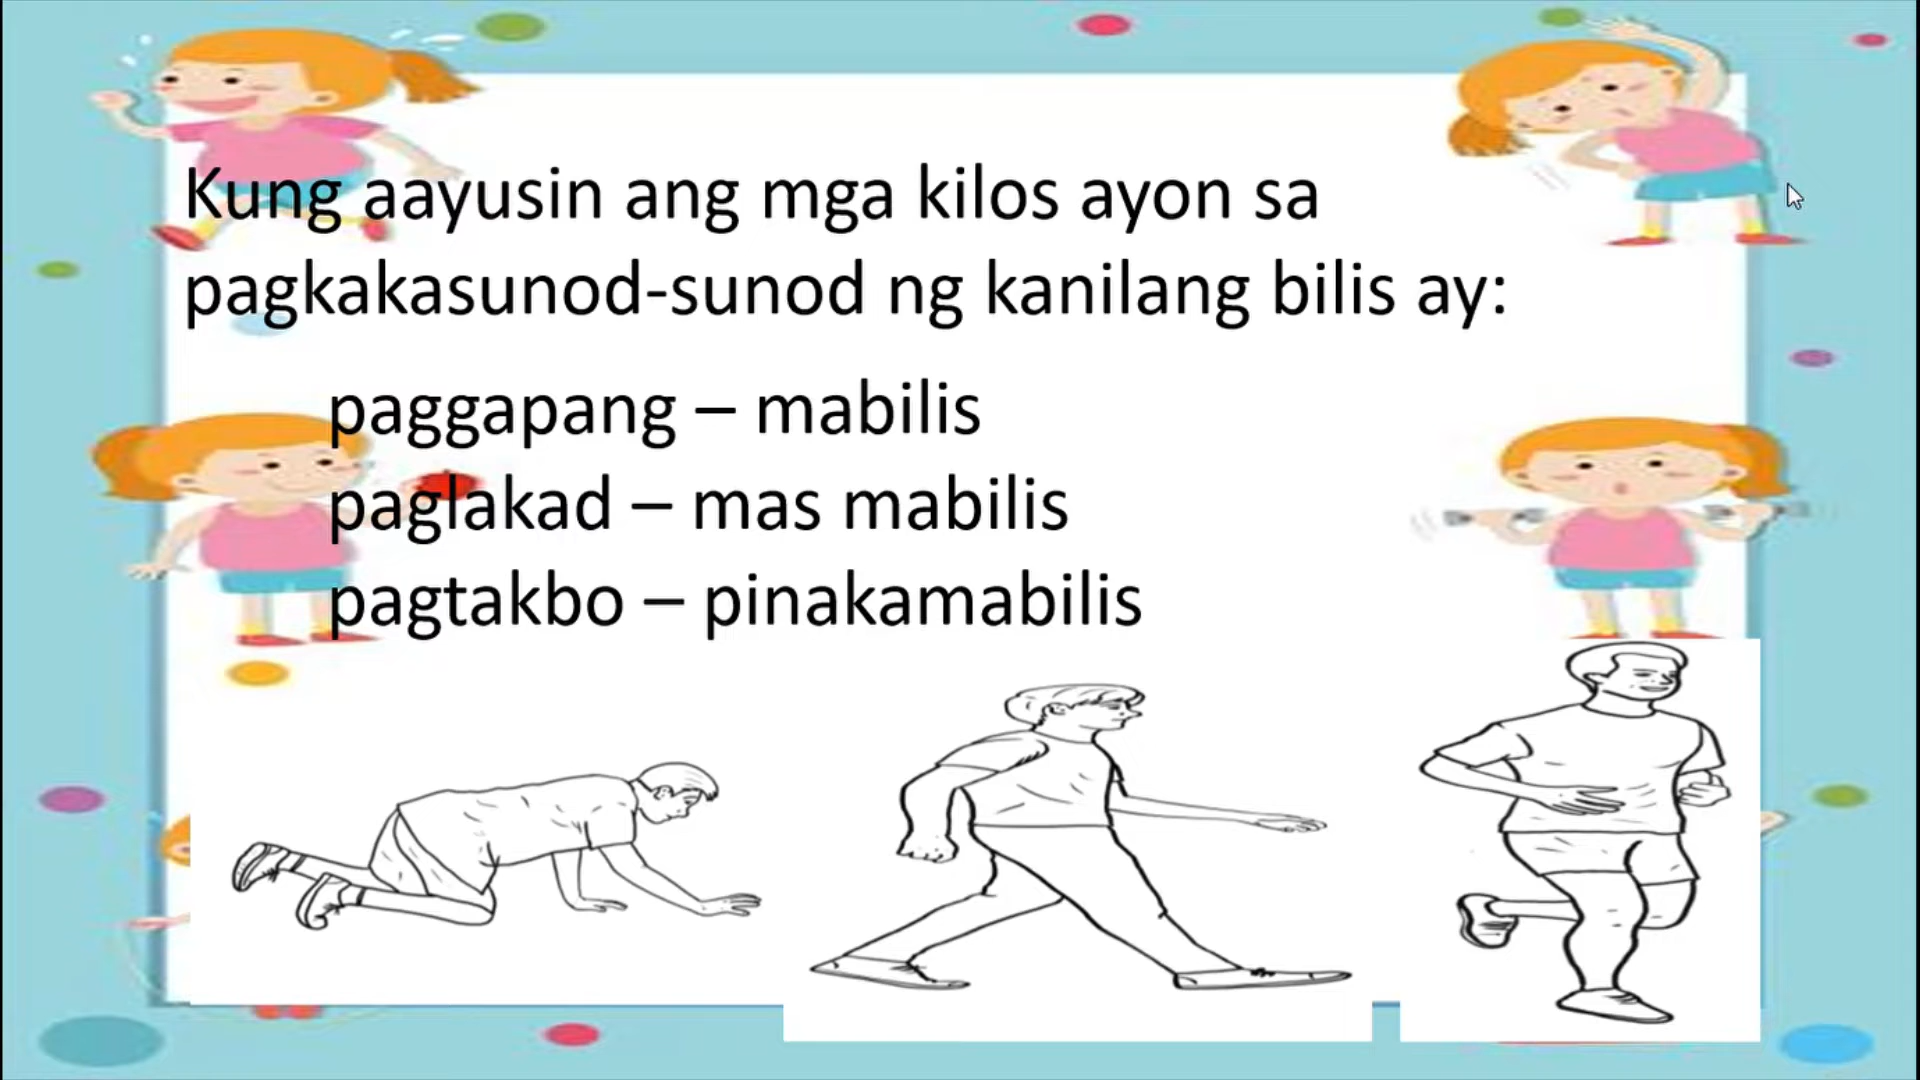 Kung aayusin ang mga kilos ayon sa
pagkakasunod-sunod ng kanilang bilis ay:
paggapang – mabilis
paglakad – mas mabilis
pagtakbo – pinakamabilis